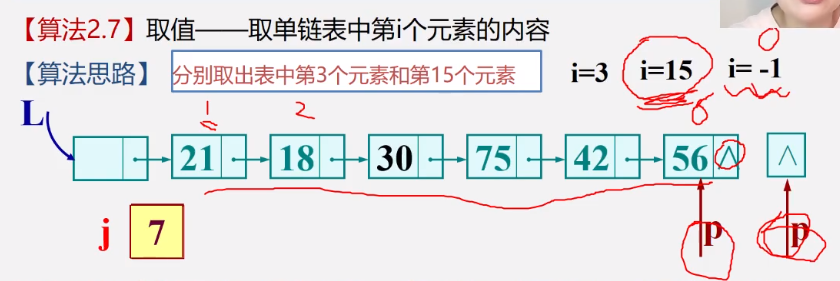 【算法2.7】取值——取单链表中第i个元素的内容
【算法思路】 分别取出表中第3个元素和第15个元素 i=3 i=15 i= -1
1 2 6
L
21 18 30 75 42 56 ∧ ∧
j 7 p p